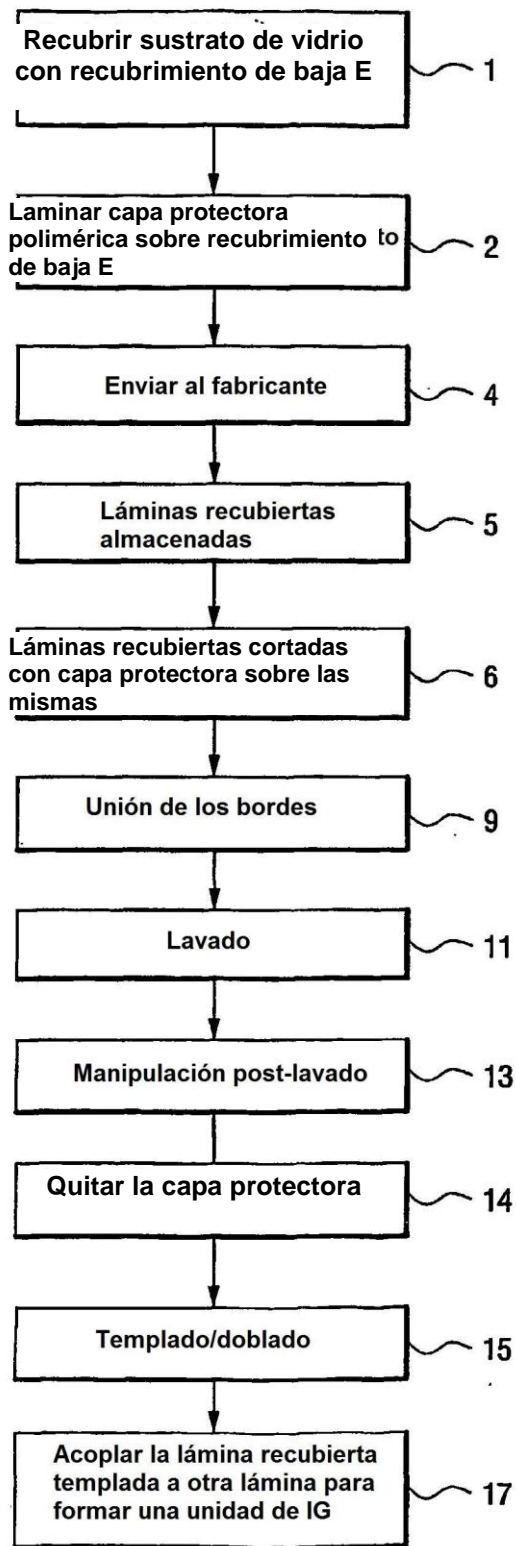 Recubrir sustrato de vidrio
con recubrimiento de baja E
1
Laminar capa protectora
polimérica sobre recubrimiento to
de baja E
2
Enviar al fabricante
4
Láminas recubiertas
almacenadas
5
Láminas recubiertas cortadas
con capa protectora sobre las
mismas
6
Unión de los bordes
9
Lavado
11
Manipulación post-lavado
13
Quitar la capa protectora
14
Templado/doblado
15
Acoplar la lámina recubierta
templada a otra lámina para
formar una unidad de IG
17